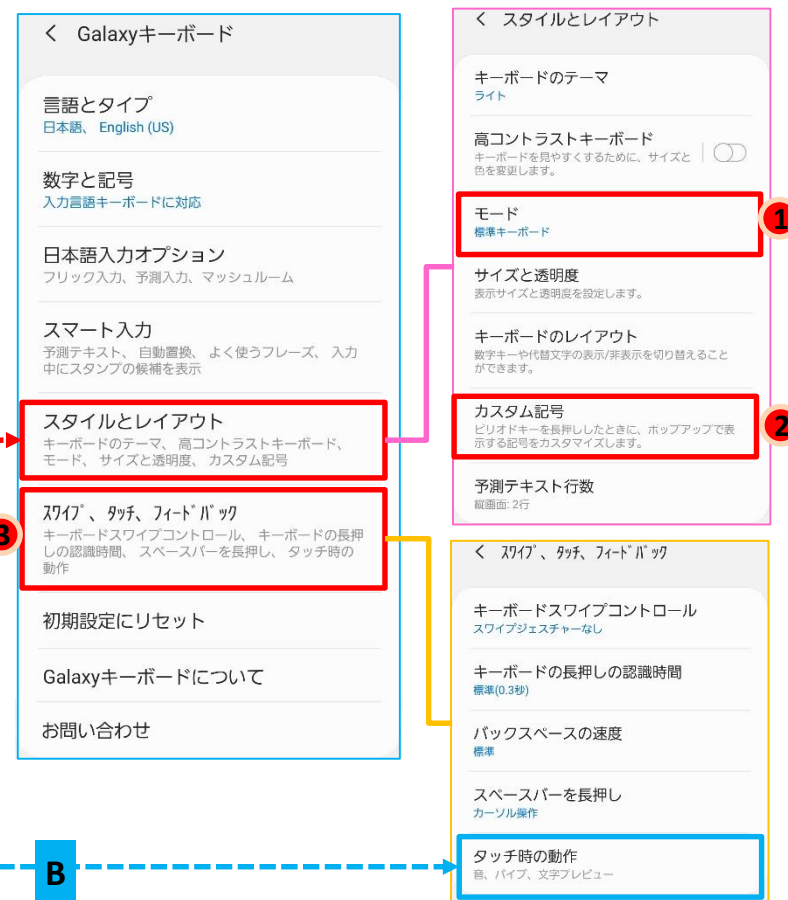 < Galaxyキーボード
言語とタイプ
日本語、 English (US)
数字と記号
入力言語キーボードに対応
日本語入力オプション
フリック入力、予測入力、マッシュルーム
スマート入力
予測テキスト、 自動置換、 よく使うフレーズ、 入力
中にスタンプの候補を表示
スタイルとレイアウト
キーボードのテーマ、 高コントラストキーボード、
モード、 サイズと透明度、 カスタム記号
3
ｽﾜｲﾌﾟ、ﾀｯﾁ、ﾌｨｰﾄﾞﾊﾞｯｸ
キーボードスワイプコントロール、 キーボードの長押
しの認識時間、 スペースバーを長押し、 タッチ時の
動作
初期設定にリセット
Galaxyキーボードについて
お問い合わせ
< スタイルとレイアウト
キーボードのテーマ
ライト
高コントラストキーボード
キーボードを見やすくするために、サイズと
色を変更します。
モード
標準キーボード
1
サイズと透明度
表示サイズと透明度を設定します。
キーボードのレイアウト
数字キーや代替文字の表示/非表示を切り替えること
ができます。
カスタム記号
ピリオドキーを長押ししたときに、ポップアップで表
示する記号をカスタマイズします。
2
予測テキスト行数
縦画面: 2行
< ｽﾜｲﾌﾟ、ﾀｯﾁ、ﾌｨｰﾄﾞﾊﾞｯｸ
キーボードスワイプコントロール
スワイプジェスチャーなし
キーボードの長押しの認識時間
標準(0.3秒)
バックスペースの速度
標準
スペースバーを長押し
カーソル操作
タッチ時の動作
音、バイブ、文字プレビュー
B